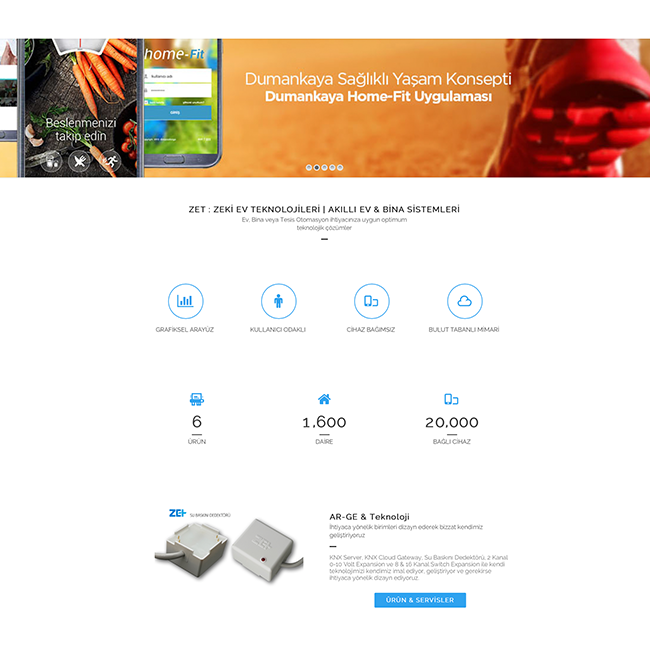 home-Fit
kullanıcı adı
GİRİŞ
Beslenmenizi
takip edin
Dumankaya Sağlıklı Yaşam Konsepti
Dumankaya Home-Fit Uygulaması
ZET : ZEKİ EV TEKNOLOJİLERİ | AKILLI EV & BİNA SİSTEMLERİ
Ev, Bina veya Tesis Otomasyon ihtiyacınıza uygun optimum
teknolojik çözümler
GRAFİKSEL ARAYÜZ
KULLANICI ODAKLI
CİHAZ BAĞIMSIZ
BULUT TABANLI MİMARİ
6
1,600
20,000
ÜRÜN
DAİRE
BAĞLI CİHAZ
ZET SU BASKIN DEDEKTÖRÜ
AR-GE & Teknoloji
İhtiyaca yönelik birimleri dizayn ederek bizzat kendimiz
geliştiriyoruz
KNX Server, KNX Cloud Gateway, Su Baskını Dedektörü, 2 Kanal
0-10 Volt Expansion ve 8 & 16 Kanal Switch Expansion ile kendi
teknolojimizi kendimiz imal ediyor, geliştiriyor ve gerekirse
ihtiyaca yönelik dizayn ediyoruz.
ÜRÜN & SERVİSLER